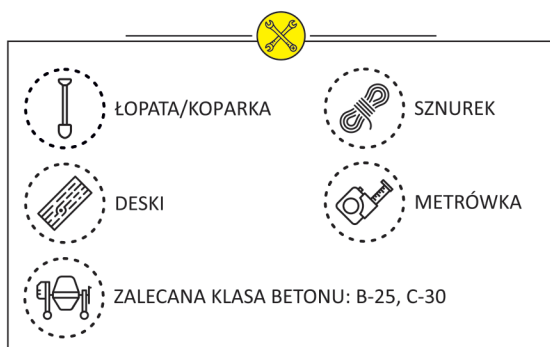 ŁOPATA/KOPARKA
SZNUREK
DESKI
METRÓWKA
ZALECANA KLASA BETONU: B-25, C-30